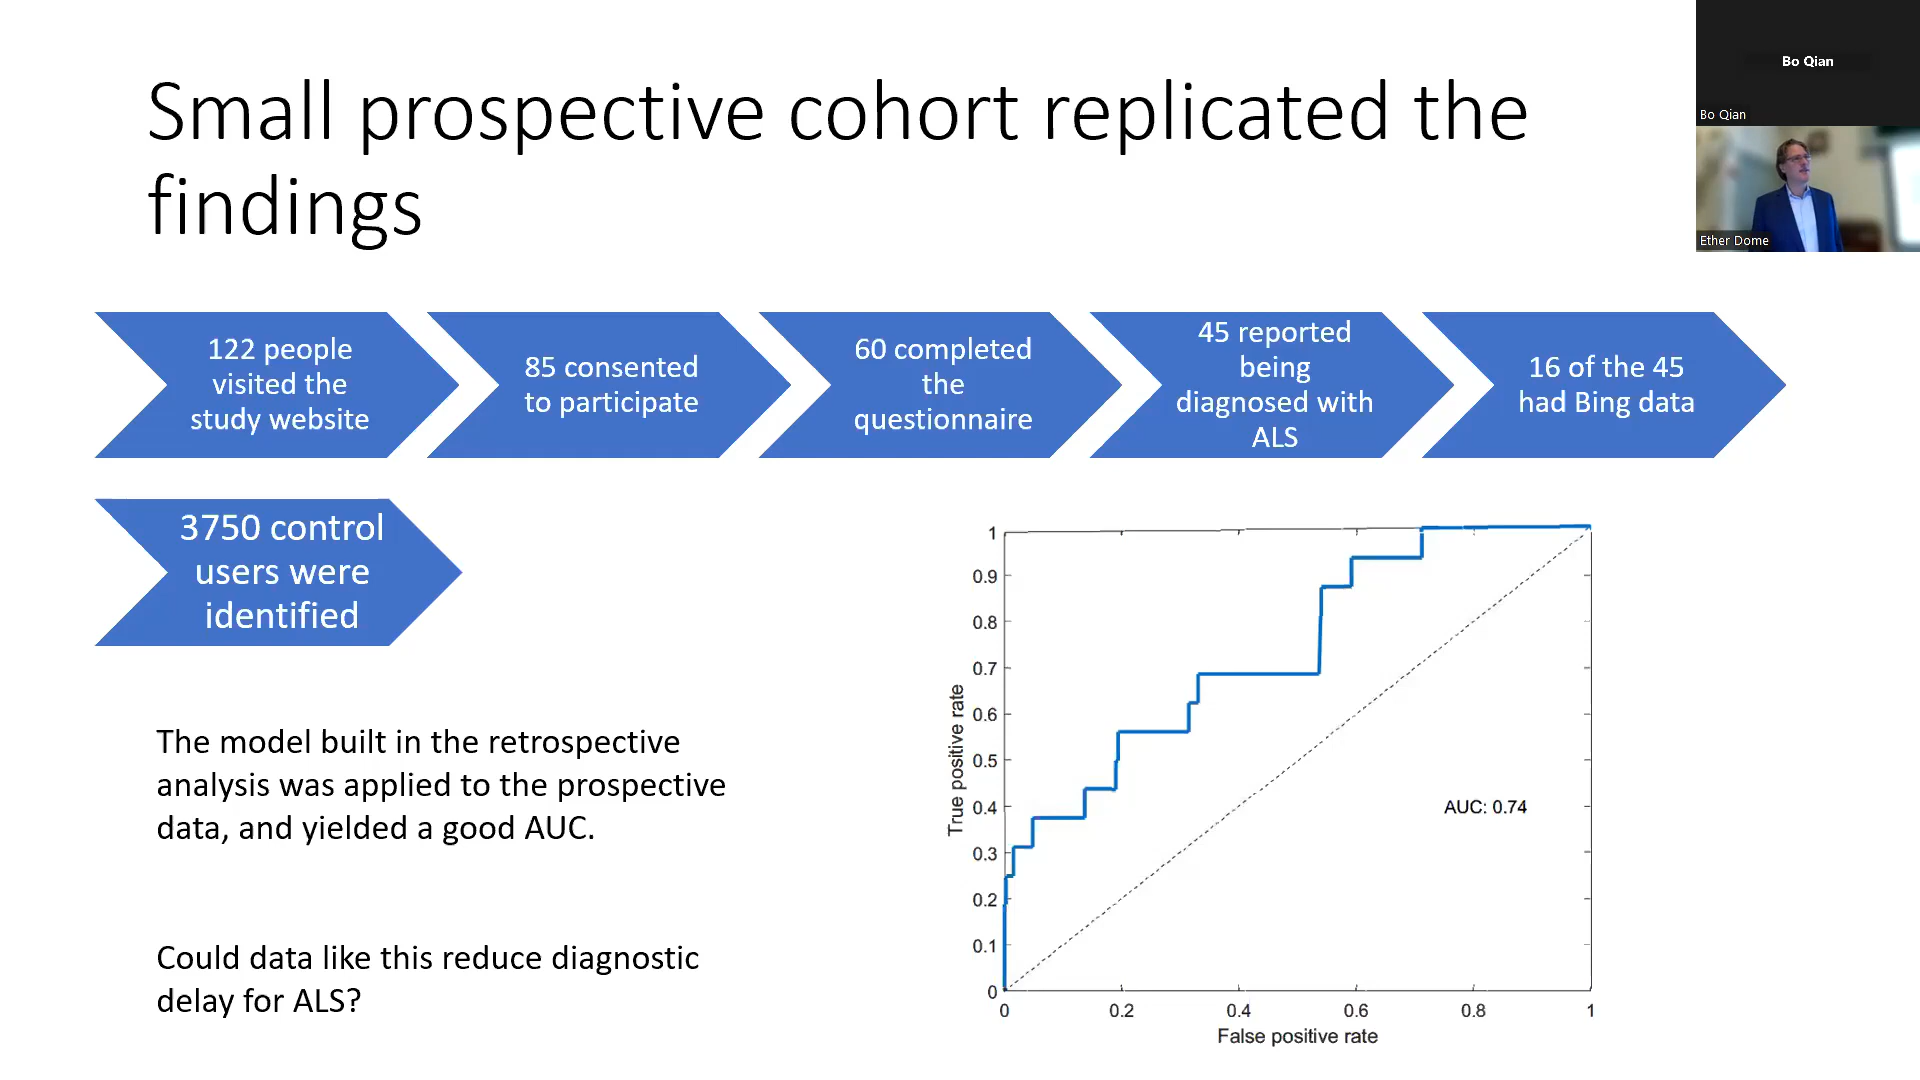 Small prospective cohort replicated the
findings
Bo Qian
Bo Qian
Ether Dome
122 people
visited the
study website
85 consented
to participate
60 completed
the
questionnaire
45 reported
being
diagnosed with
ALS
16 of the 45
had Bing data
3750 control
users were
identified
The model built in the retrospective
analysis was applied to the prospective
data, and yielded a good AUC.
Could data like this reduce diagnostic
delay for ALS?
1
0.9
0.8
0.7
0.6
0.5
0.4
0.3
0.2
0.1
0
True positive rate
AUC: 0.74
0
0.2
0.4
0.6
0.8
1
False positive rate